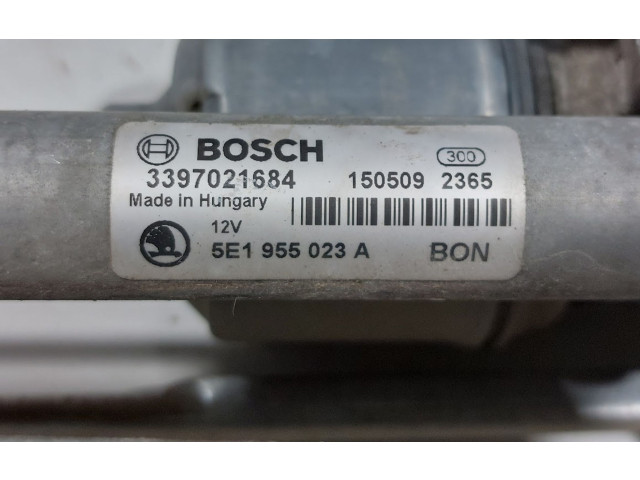 BOSCH 300
3397021684 150509 2365
Made in Hungary
12V
5E1 955 023 A BON